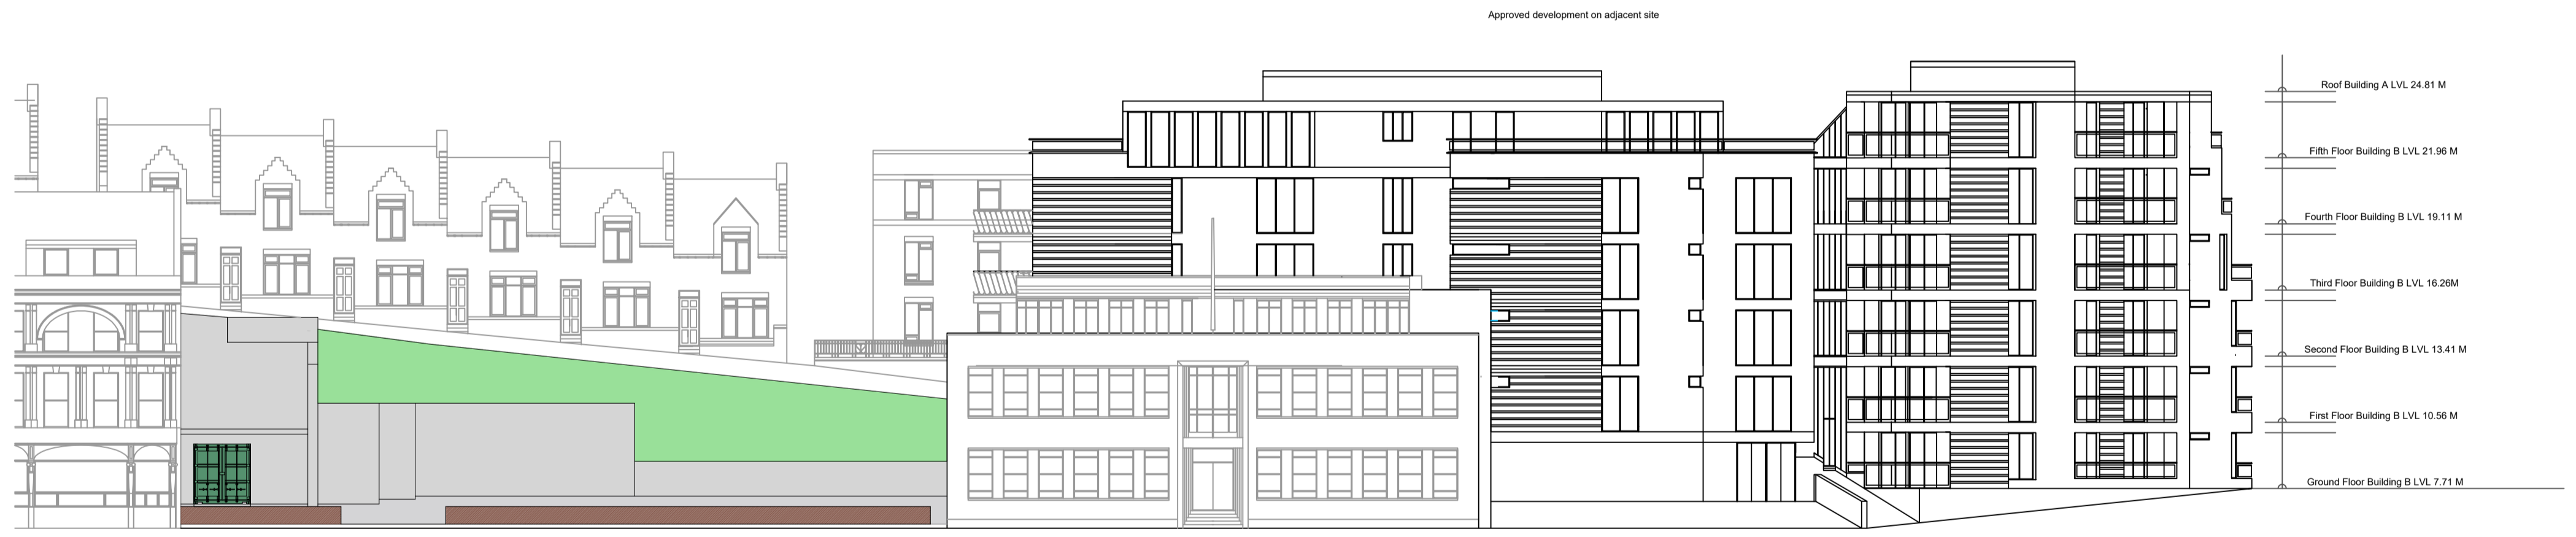 Approved development on adjacent site
Roof Building A LVL 24.81 M
Fifth Floor Building B LVL 21.96 M
Fourth Floor Building B LVL 19.11 M
Third Floor Building B LVL 16.26M
Second Floor Building B LVL 13.41 M
First Floor Building B LVL 10.56 M
Ground Floor Building B LVL 7.71 M